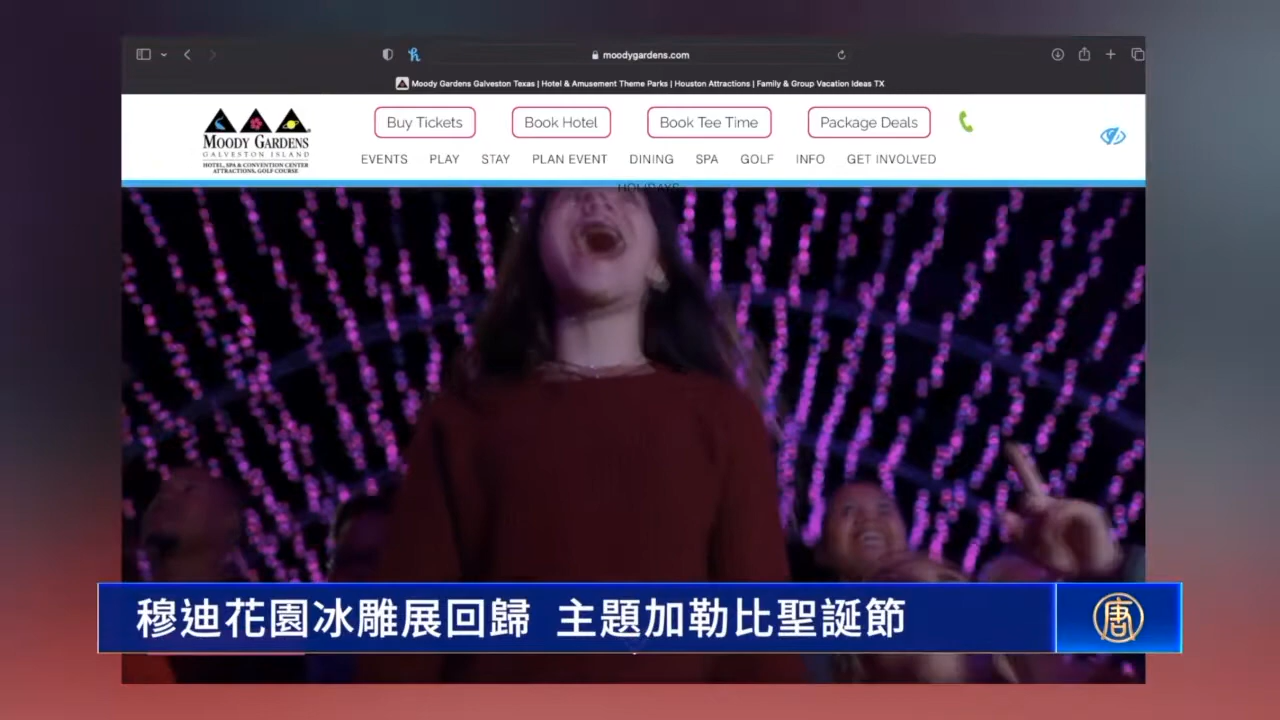 moodygardens.com
Moody Gardens Galveston Texas | Hotel & Amusement Theme Parks | Houston Attractions | Family & Group Vacation Ideas TX
MOODY GARDENS
GALVESTON ISLAND
HOTEL, SPA & CONVENTION CENTER
ATTRACTIONS, GOLF COURSE
Buy Tickets
Book Hotel
Book Tee Time
Package Deals
EVENTS
PLAY
STAY
PLAN EVENT
DINING
SPA
GOLF
INFO
GET INVOLVED
HOLIDAYS
穆迪花園冰雕展回歸 主題加勒比聖誕節
唐